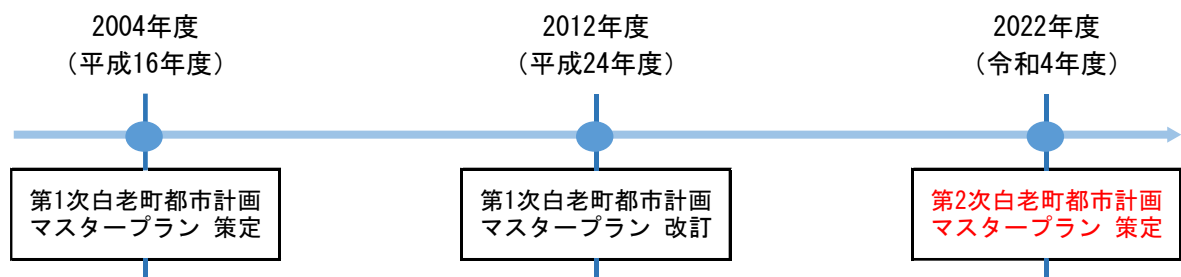 2004年度
（平成16年度）
2012年度
（平成24年度）
2022年度
（令和4年度）
第1次白老町都市計画
マスタープラン 策定
第1次白老町都市計画
マスタープラン 改訂
第2次白老町都市計画
マスタープラン 策定